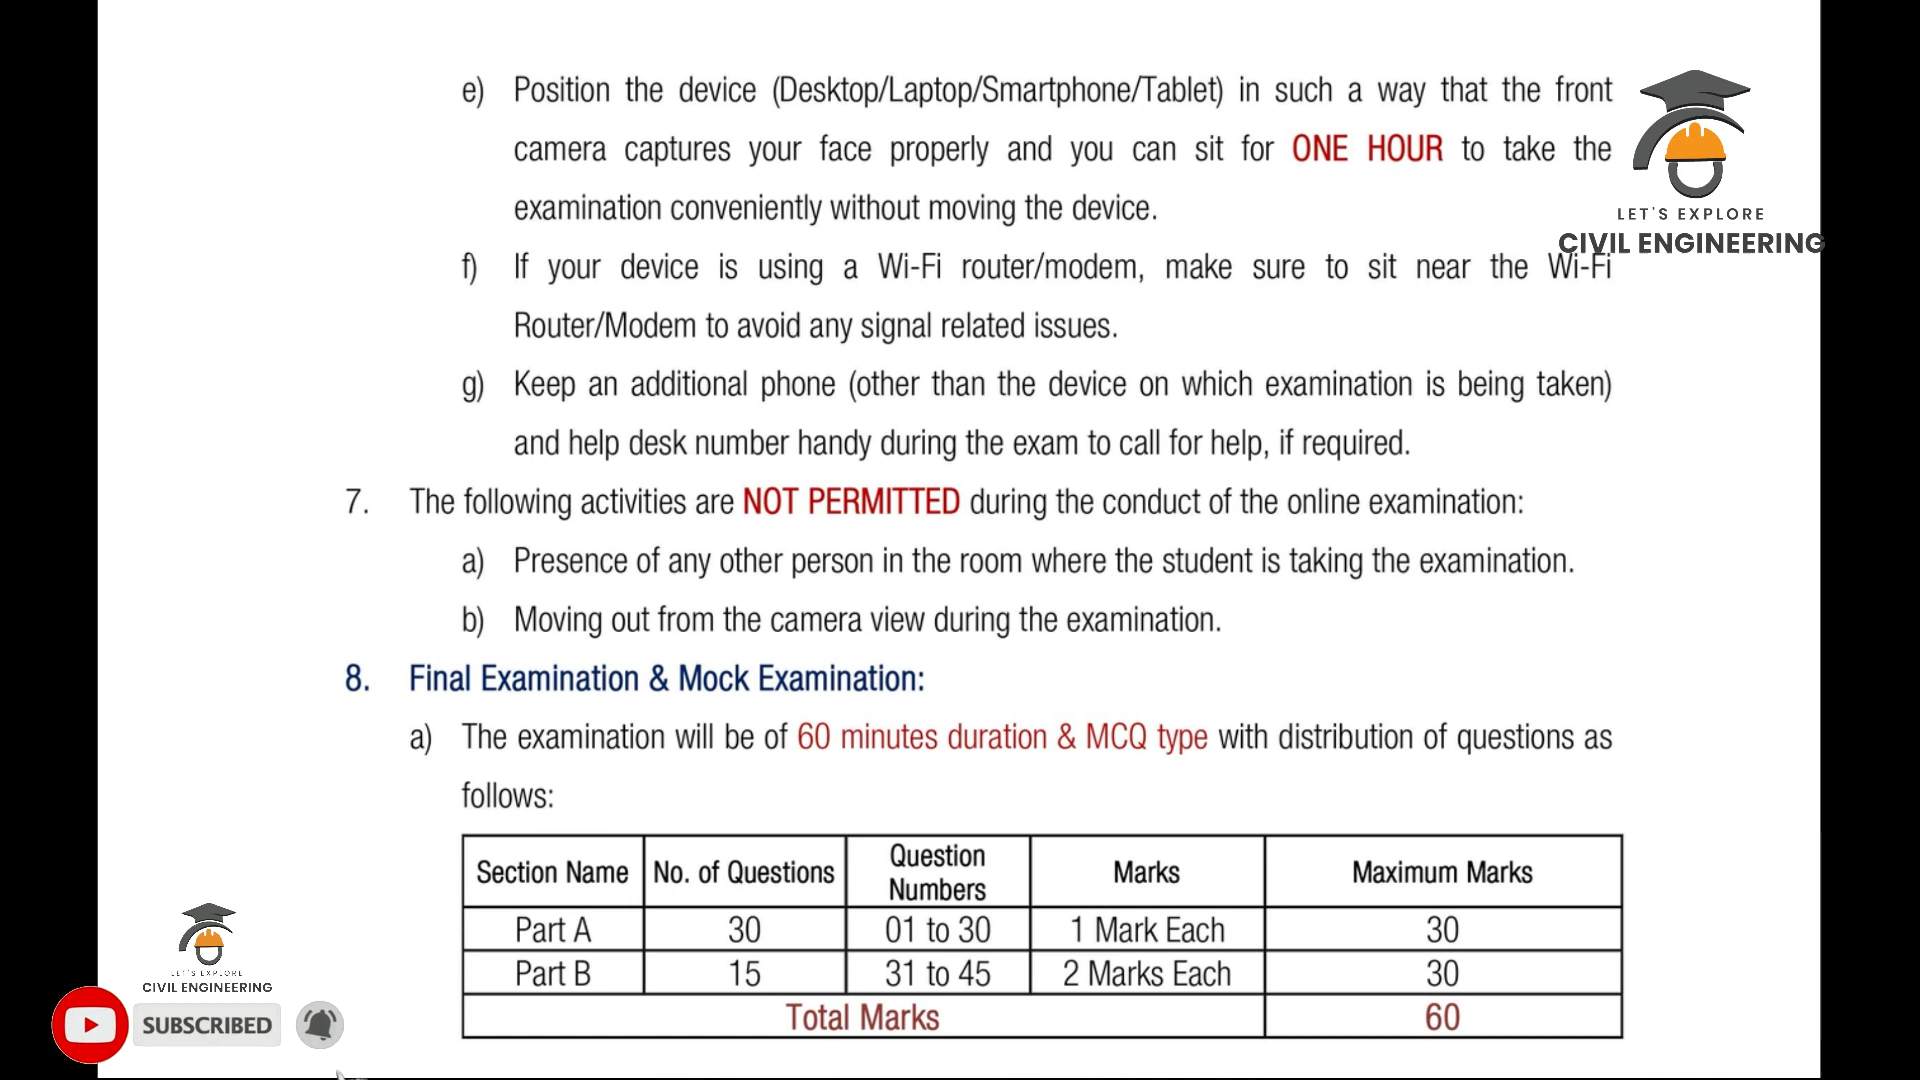 e) Position the device (Desktop/Laptop/Smartphone/Tablet) in such a way that the front
camera captures your face properly and you can sit for ONE HOUR to take the
examination conveniently without moving the device.
LET'S EXPLORE
CIVIL ENGINEERING
f) If your device is using a Wi-Fi router/modem, make sure to sit near the Wi-Fi
Router/Modem to avoid any signal related issues.
g) Keep an additional phone (other than the device on which examination is being taken)
and help desk number handy during the exam to call for help, if required.
7. The following activities are NOT PERMITTED during the conduct of the online examination:
a) Presence of any other person in the room where the student is taking the examination.
b) Moving out from the camera view during the examination.
8. Final Examination & Mock Examination:
a) The examination will be of 60 minutes duration & MCQ type with distribution of questions as
follows:
Section Name No. of Questions Question Numbers Marks Maximum Marks
Part A 30 01 to 30 1 Mark Each 30
Part B 15 31 to 45 2 Marks Each 30
Total Marks 60
LET'S EXPLORE
CIVIL ENGINEERING
SUBSCRIBED